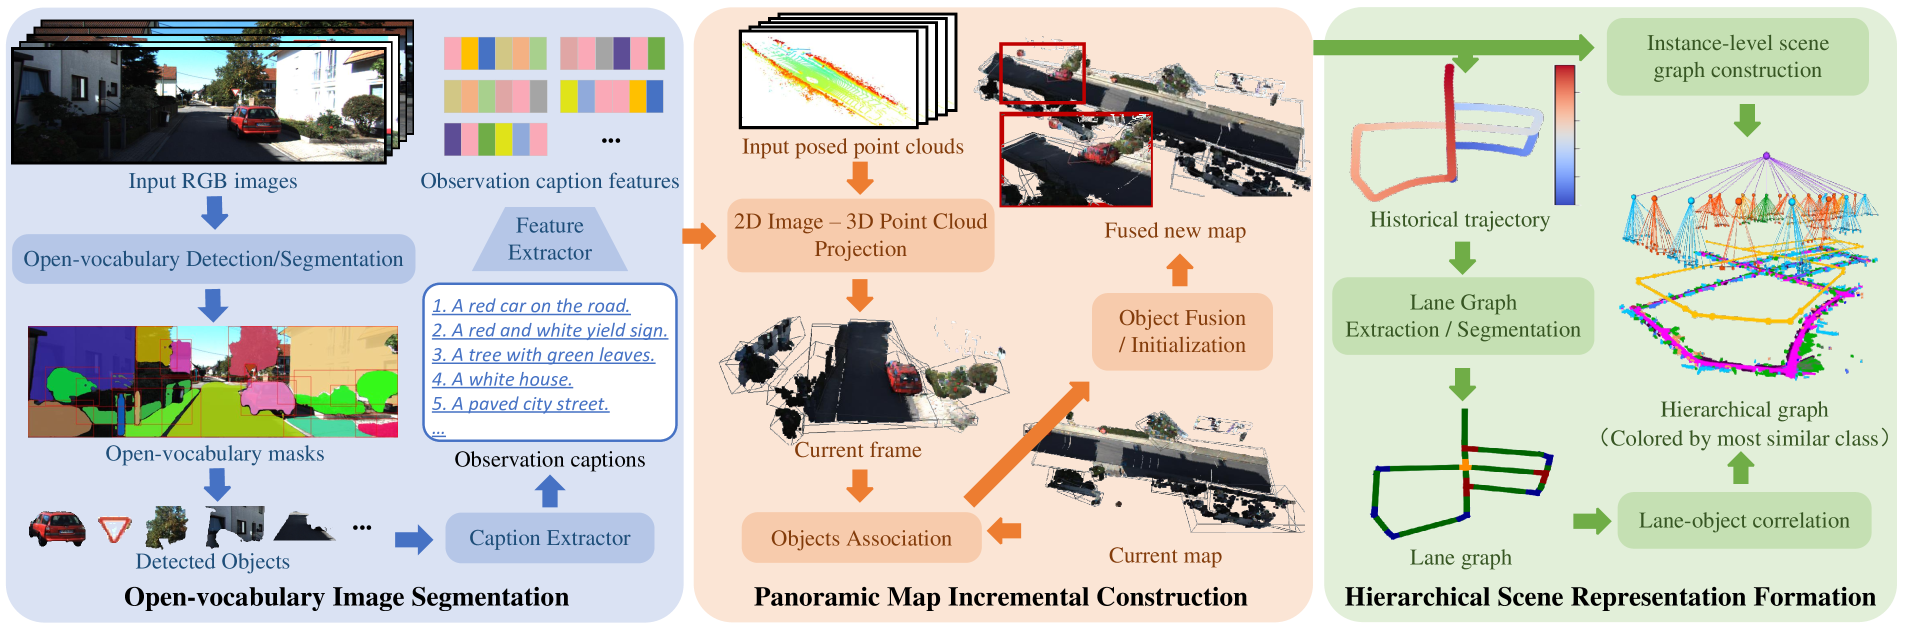 Input RGB images
Open-vocabulary Detection/Segmentation
Open-vocabulary masks
Detected Objects
...
Caption Extractor
Observation captions
1. A red car on the road.
2. A red and white yield sign.
3. A tree with green leaves.
4. A white house.
5. A paved city street.
...
Feature
Extractor
Observation caption features
...
Open-vocabulary Image Segmentation
Input posed point clouds
2D Image – 3D Point Cloud
Projection
Current frame
Objects Association
Current map
Object Fusion
/ Initialization
Fused new map
Panoramic Map Incremental Construction
Historical trajectory
Lane Graph
Extraction / Segmentation
Lane graph
Lane-object correlation
Instance-level scene
graph construction
Hierarchical graph
（Colored by most similar class）
Hierarchical Scene Representation Formation